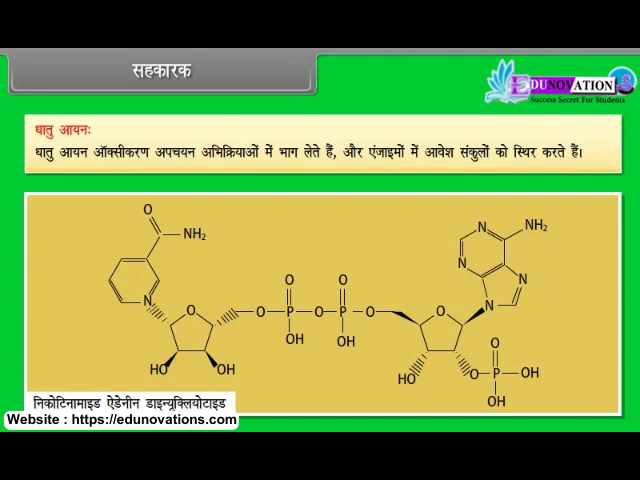 सहकारक
EDUNOVATIONS
Success Secret For Students
धातु आयनः
धातु आयन ऑक्सीकरण अपचयन अभिक्रियाओं में भाग लेते हैं, और एंजाइमों में आवेश संकुलों को स्थिर करते हैं।
O
NH₂
N
O
HO
OH
O
O
P
OH
O
O
P
OH
O
O
HO
N
N
NH₂
N
N
O
O
P
OH
OH
निकोटिनामाइड ऐडेनीन डाइन्यूक्लियोटाइड
Website : https://edunovations.com